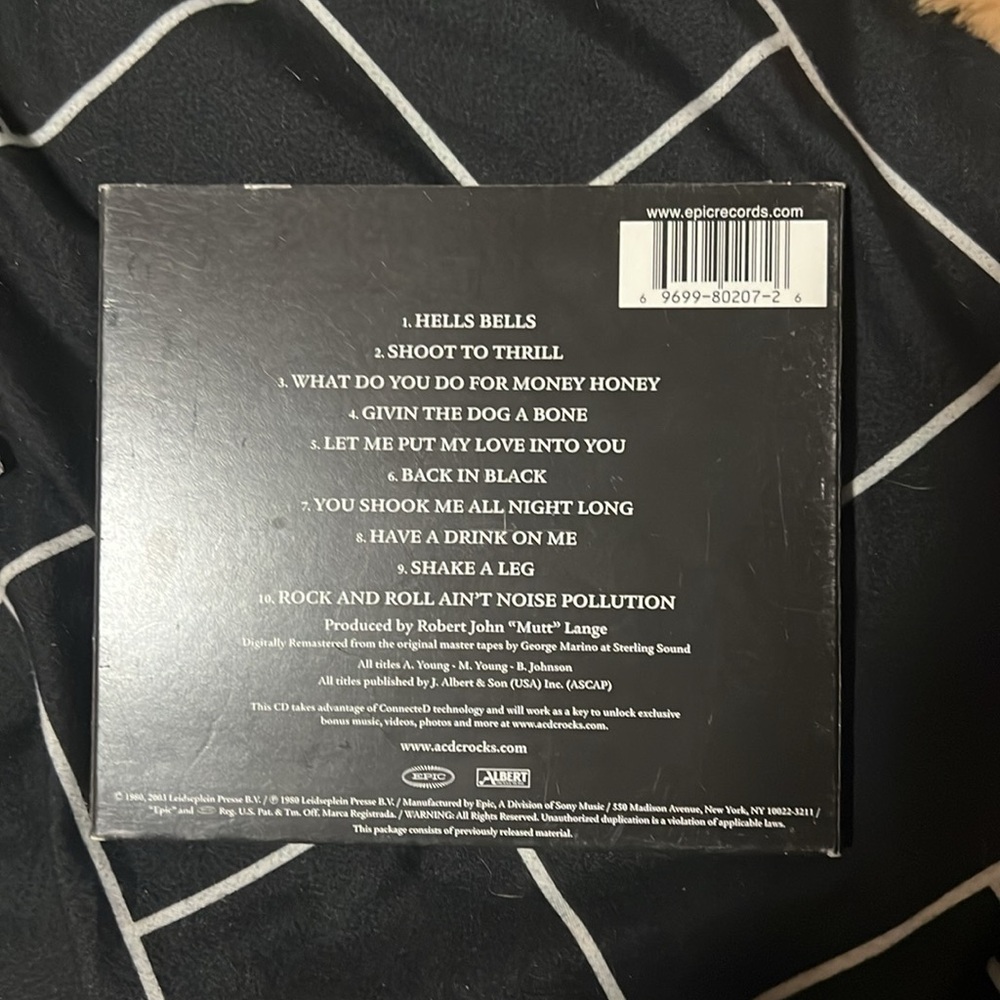 www.epicrecords.com
6 9699-80207-2 6
1. HELLS BELLS
2. SHOOT TO THRILL
3. WHAT DO YOU DO FOR MONEY HONEY
4. GIVIN THE DOG A BONE
5. LET ME PUT MY LOVE INTO YOU
6. BACK IN BLACK
7. YOU SHOOK ME ALL NIGHT LONG
8. HAVE A DRINK ON ME
9. SHAKE A LEG
10. ROCK AND ROLL AIN'T NOISE POLLUTION
Produced by Robert John “Mutt” Lange
Digitally Remastered from the original master tapes by George Marino at Sterling Sound
All titles A. Young - M. Young - B. Johnson
All titles published by J. Albert & Son (USA) Inc. (ASCAP)
This CD takes advantage of ConnecteD technology and will work as a key to unlock exclusive
bonus music, videos, photos and more at www.acdcrocks.com.
www.acdcrocks.com
EPIC ALBERT
© 1980, 2003 Leidseplein Presse B.V. / ℗ 1980 Leidseplein Presse B.V. / Manufactured by Epic, A Division of Sony Music / 550 Madison Avenue, New York, NY 10022-3211 /
"Epic" and Reg. U.S. Pat. & Tm. Off. Marca Registrada. / WARNING: All Rights Reserved. Unauthorized duplication is a violation of applicable laws.
This package consists of previously released material.